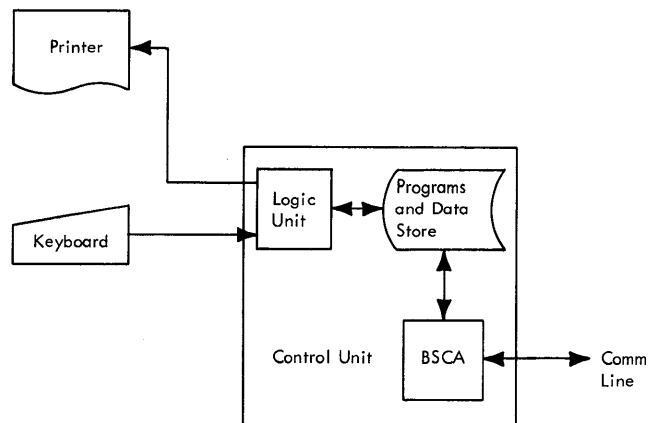 Printer
Logic
Unit
Programs
and Data
Store
Keyboard
Control Unit
BSCA
Comm
Line